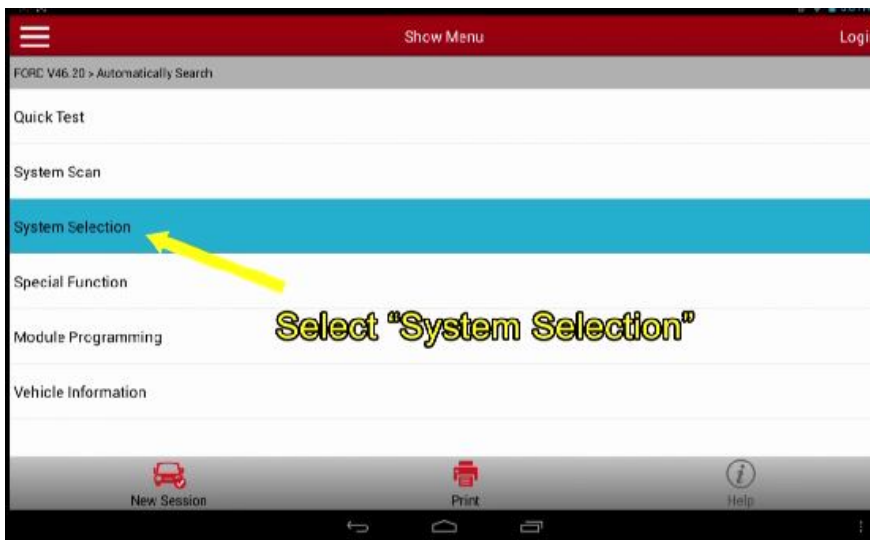 Show Menu
Login
FORD V46.20 > Automatically Search
Quick Test
System Scan
System Selection
Special Function
Select “System Selection”
Module Programming
Vehicle Information
New Session
Print
Help